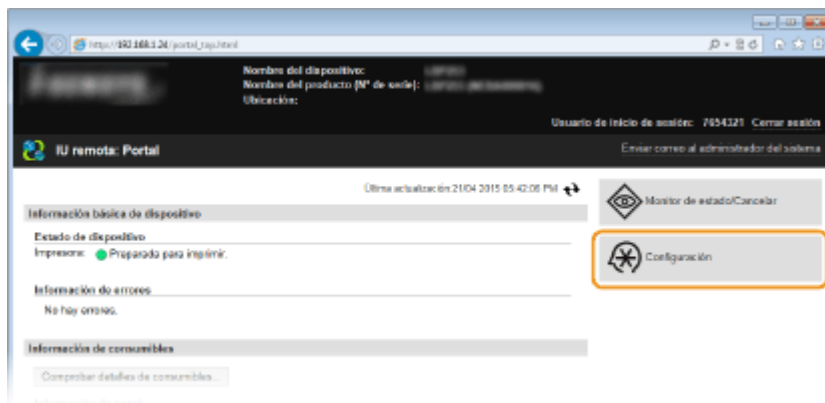 http://192.168.1.24/portal_top.html
Nombre del dispositivo:
Nombre del producto (Nº de serie):
Ubicación:
Usuario de inicio de sesión: 7654321 Cerrar sesión
IU remota: Portal
Enviar correo al administrador del sistema
Última actualización:21/04 2015 05:42:06 PM
Monitor de estado/Cancelar
Información básica de dispositivo
Estado de dispositivo
Impresora: Preparada para imprimir.
Configuración
Información de errores
No hay errores.
Información de consumibles
Comprobar detalles de consumibles...